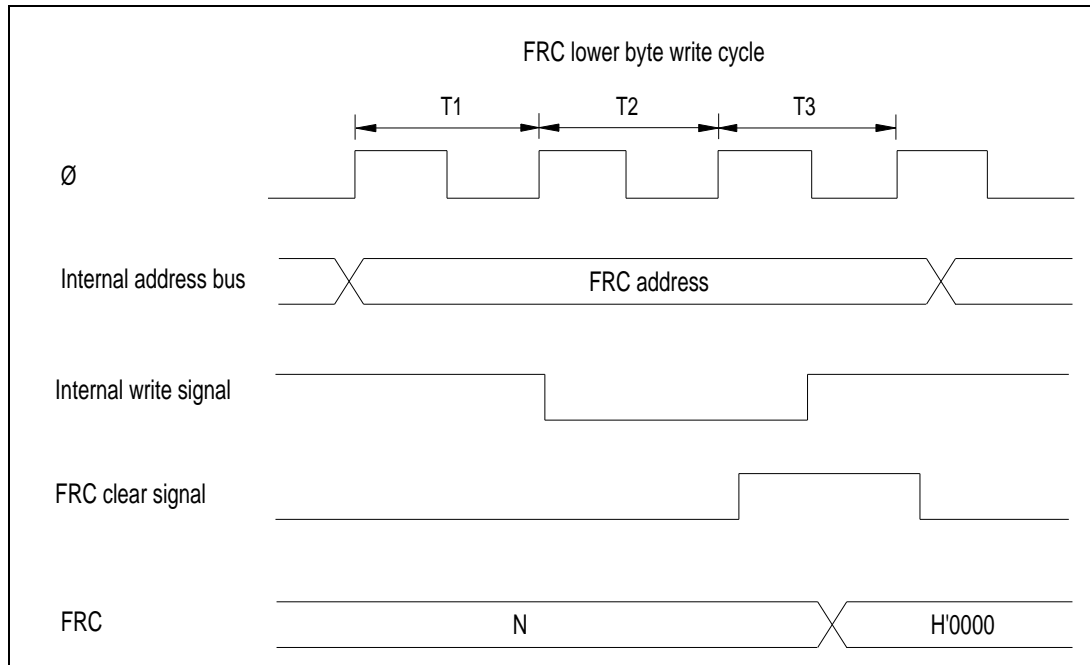 FRC lower byte write cycle
T1 T2 T3
Ø
Internal address bus FRC address
Internal write signal
FRC clear signal
FRC N H'0000